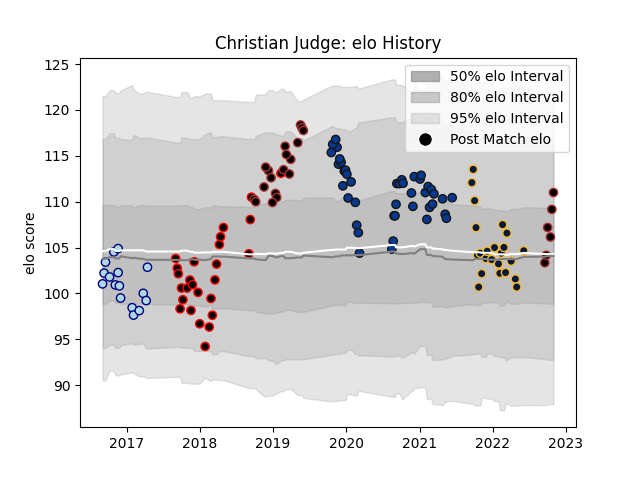 Christian Judge: elo History
50% elo Interval
80% elo Interval
95% elo Interval
Post Match elo
elo score
125
120
115
110
105
100
95
90
2017 2018 2019 2020 2021 2022 2023